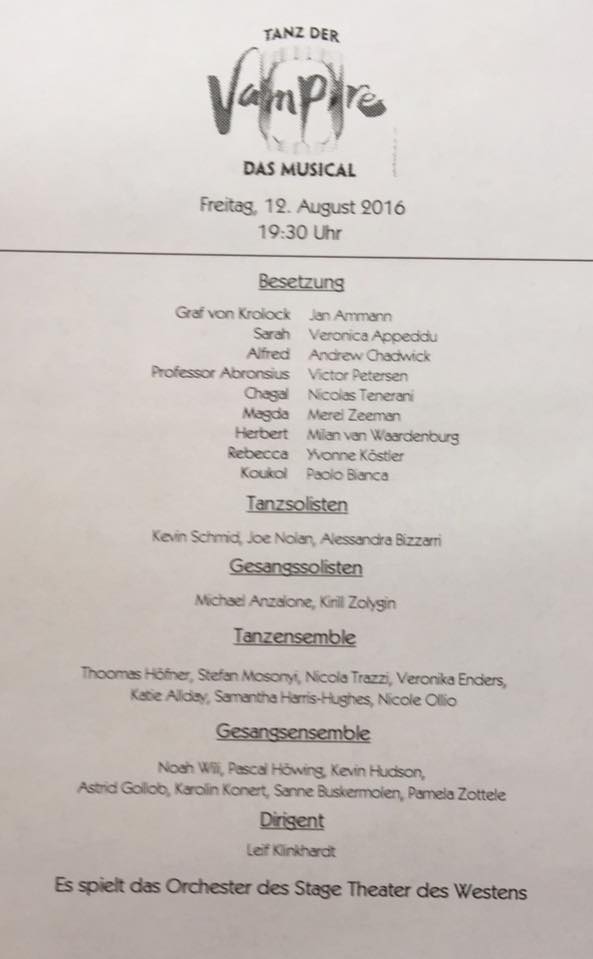 TANZ DER
Vampire
DAS MUSICAL
Freitag, 12. August 2016
19:30 Uhr
Besetzung
Graf von Krolock Jan Ammann
Sarah Veronica Appeddu
Alfred Andrew Chadwick
Professor Abronsius Victor Petersen
Chagal Nicolas Tenerani
Magda Merel Zeeman
Herbert Milan van Waardenburg
Rebecca Yvonne Köstler
Koukol Paolo Bianca
Tanzsolisten
Kevin Schmid, Joe Nolan, Alessandra Bizzarri
Gesangssolisten
Michael Anzalone, Kirill Zolygin
Tanzensemble
Thoomas Höfner, Stefan Mosonyi, Nicola Trazzi, Veronika Enders,
Katie Allday, Samantha Harris-Hughes, Nicole Ollio
Gesangsensemble
Noah Wili, Pascal Höwing, Kevin Hudson,
Astrid Gollob, Karolin Konert, Sanne Buskermolen, Pamela Zottele
Dirigent
Leif Klinkhardt
Es spielt das Orchester des Stage Theater des Westens